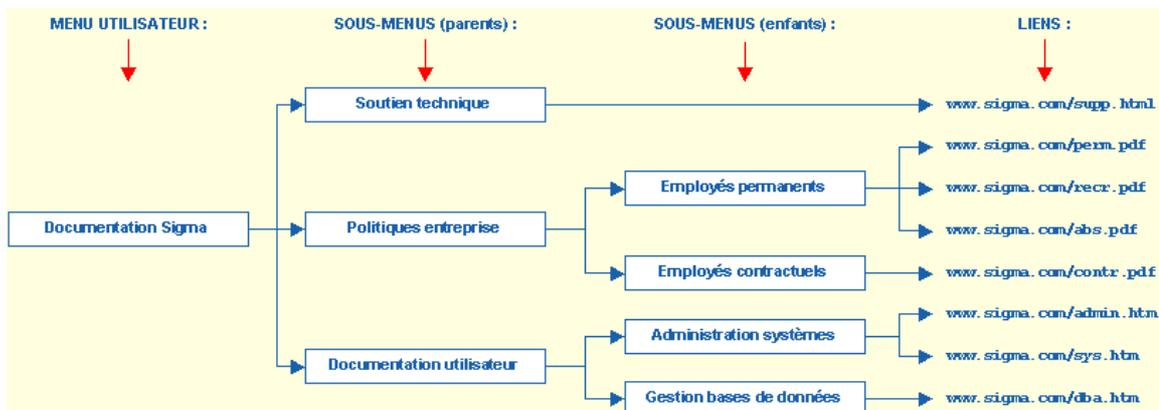 MENU UTILISATEUR :
SOUS-MENUS (parents) :
SOUS-MENUS (enfants) :
LIENS :
Soutien technique
www.sigma.com/supp.html
www.sigma.com/perm.pdf
Employés permanents
www.sigma.com/recr.pdf
Documentation Sigma
Politiques entreprise
www.sigma.com/abs.pdf
Employés contractuels
www.sigma.com/contr.pdf
www.sigma.com/admin.htm
Administration systèmes
www.sigma.com/sys.htm
Documentation utilisateur
Gestion bases de données
www.sigma.com/dba.htm